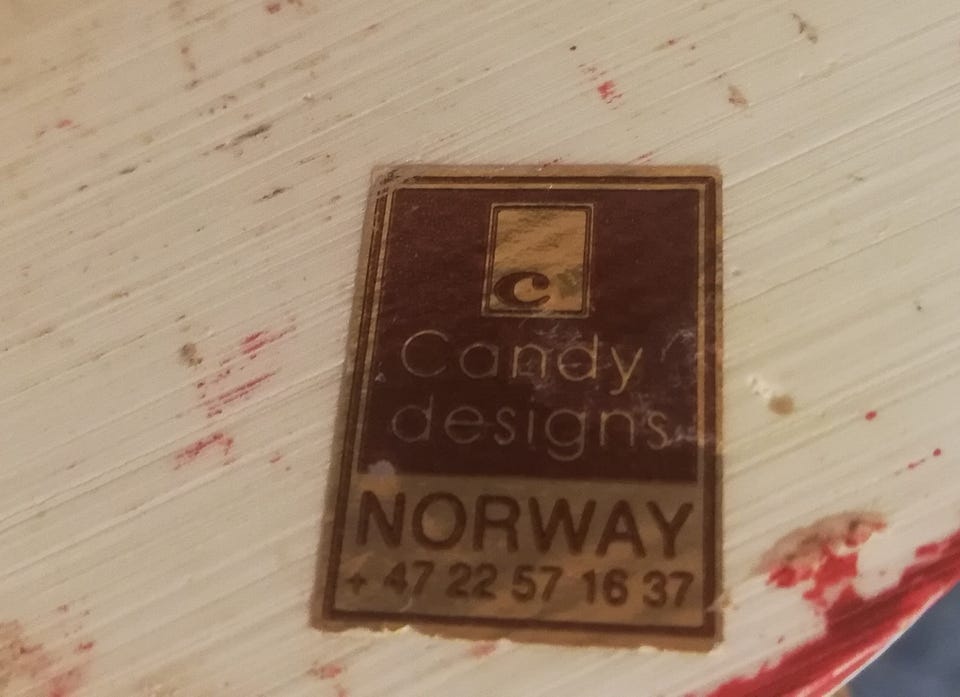 C
Candy
designs
NORWAY
+ 47 22 57 16 37